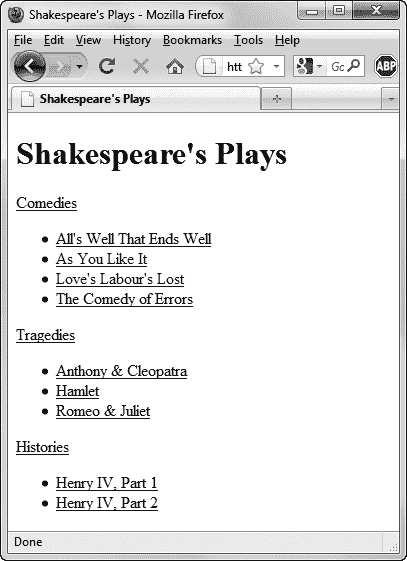 Shakespeare's Plays - Mozilla Firefox
File Edit View History Bookmarks Tools Help
htt Gc ABP
Shakespeare's Plays
Shakespeare's Plays
Comedies
All's Well That Ends Well
As You Like It
Love's Labour's Lost
The Comedy of Errors
Tragedies
Anthony & Cleopatra
Hamlet
Romeo & Juliet
Histories
Henry IV, Part 1
Henry IV, Part 2
Done